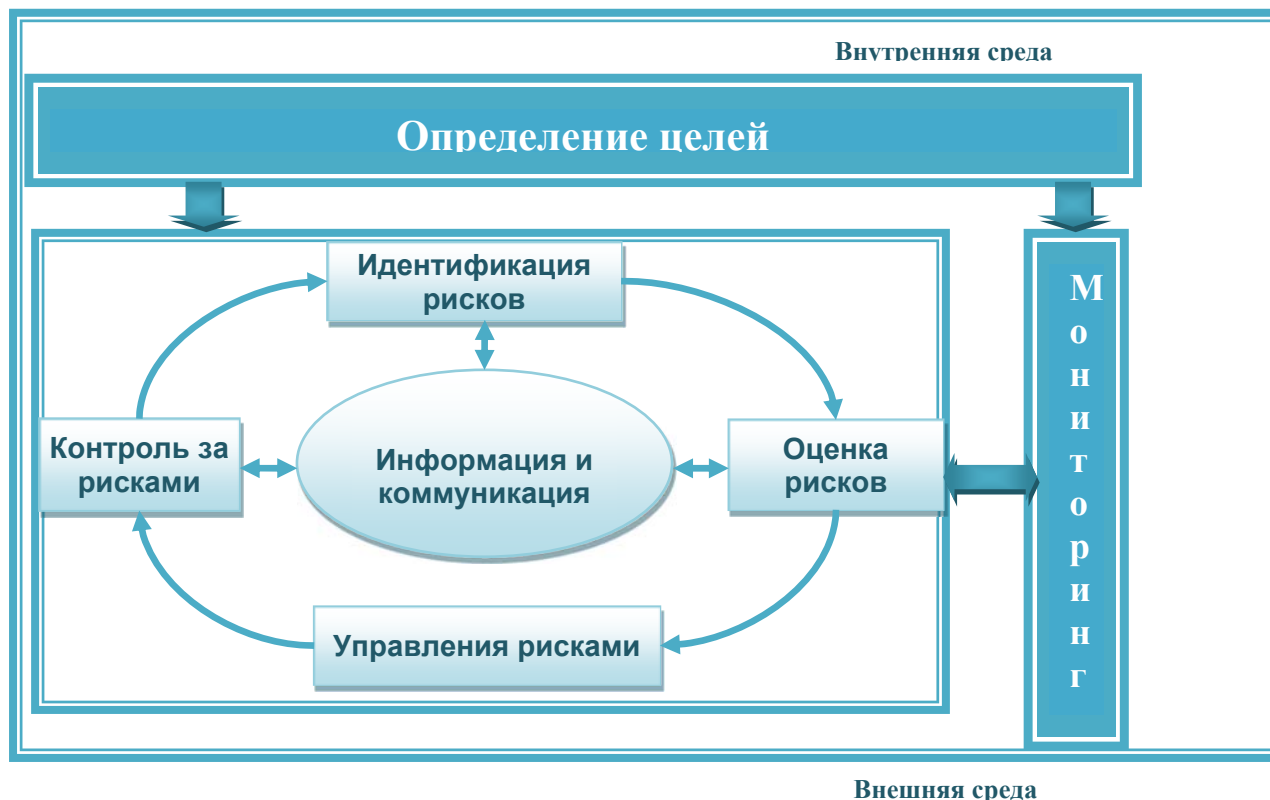 Внутренняя среда
Определение целей
Идентификация
рисков
Контроль за
рисками
Информация и
коммуникация
Оценка
рисков
Управления рисками
М
о
н
и
т
о
р
и
н
г
Внешняя среда